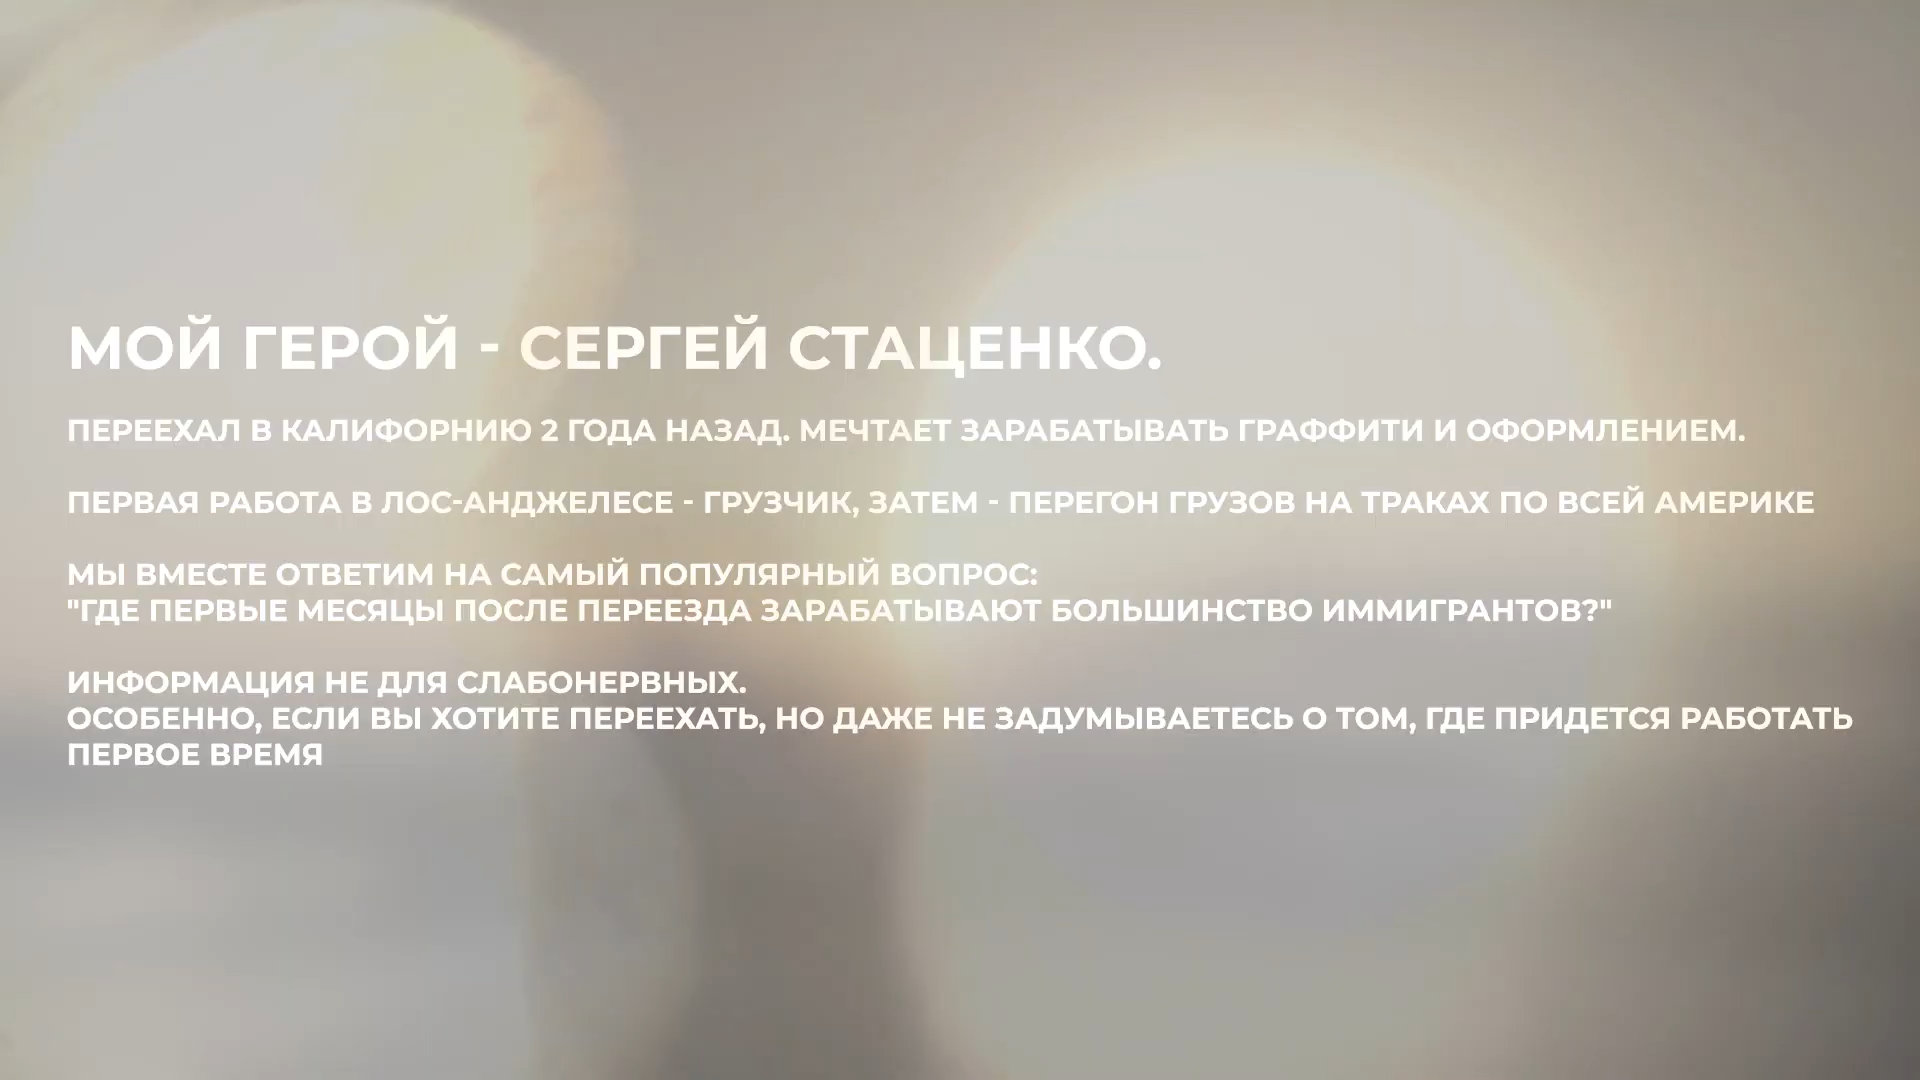 МОЙ ГЕРОЙ - СЕРГЕЙ СТАЦЕНКО.
ПЕРЕЕХАЛ В КАЛИФОРНИЮ 2 ГОДА НАЗАД. МЕЧТАЕТ ЗАРАБАТЫВАТЬ ГРАФФИТИ И ОФОРМЛЕНИЕМ.
ПЕРВАЯ РАБОТА В ЛОС-АНДЖЕЛЕСЕ - ГРУЗЧИК, ЗАТЕМ - ПЕРЕГОН ГРУЗОВ НА ТРАКАХ ПО ВСЕЙ АМЕРИКЕ
МЫ ВМЕСТЕ ОТВЕТИМ НА САМЫЙ ПОПУЛЯРНЫЙ ВОПРОС:
"ГДЕ ПЕРВЫЕ МЕСЯЦЫ ПОСЛЕ ПЕРЕЕЗДА ЗАРАБАТЫВАЮТ БОЛЬШИНСТВО ИММИГРАНТОВ?"
ИНФОРМАЦИЯ НЕ ДЛЯ СЛАБОНЕРВНЫХ.
ОСОБЕННО, ЕСЛИ ВЫ ХОТИТЕ ПЕРЕЕХАТЬ, НО ДАЖЕ НЕ ЗАДУМЫВАЕТЕСЬ О ТОМ, ГДЕ ПРИДЕТСЯ РАБОТАТЬ
ПЕРВОЕ ВРЕМЯ